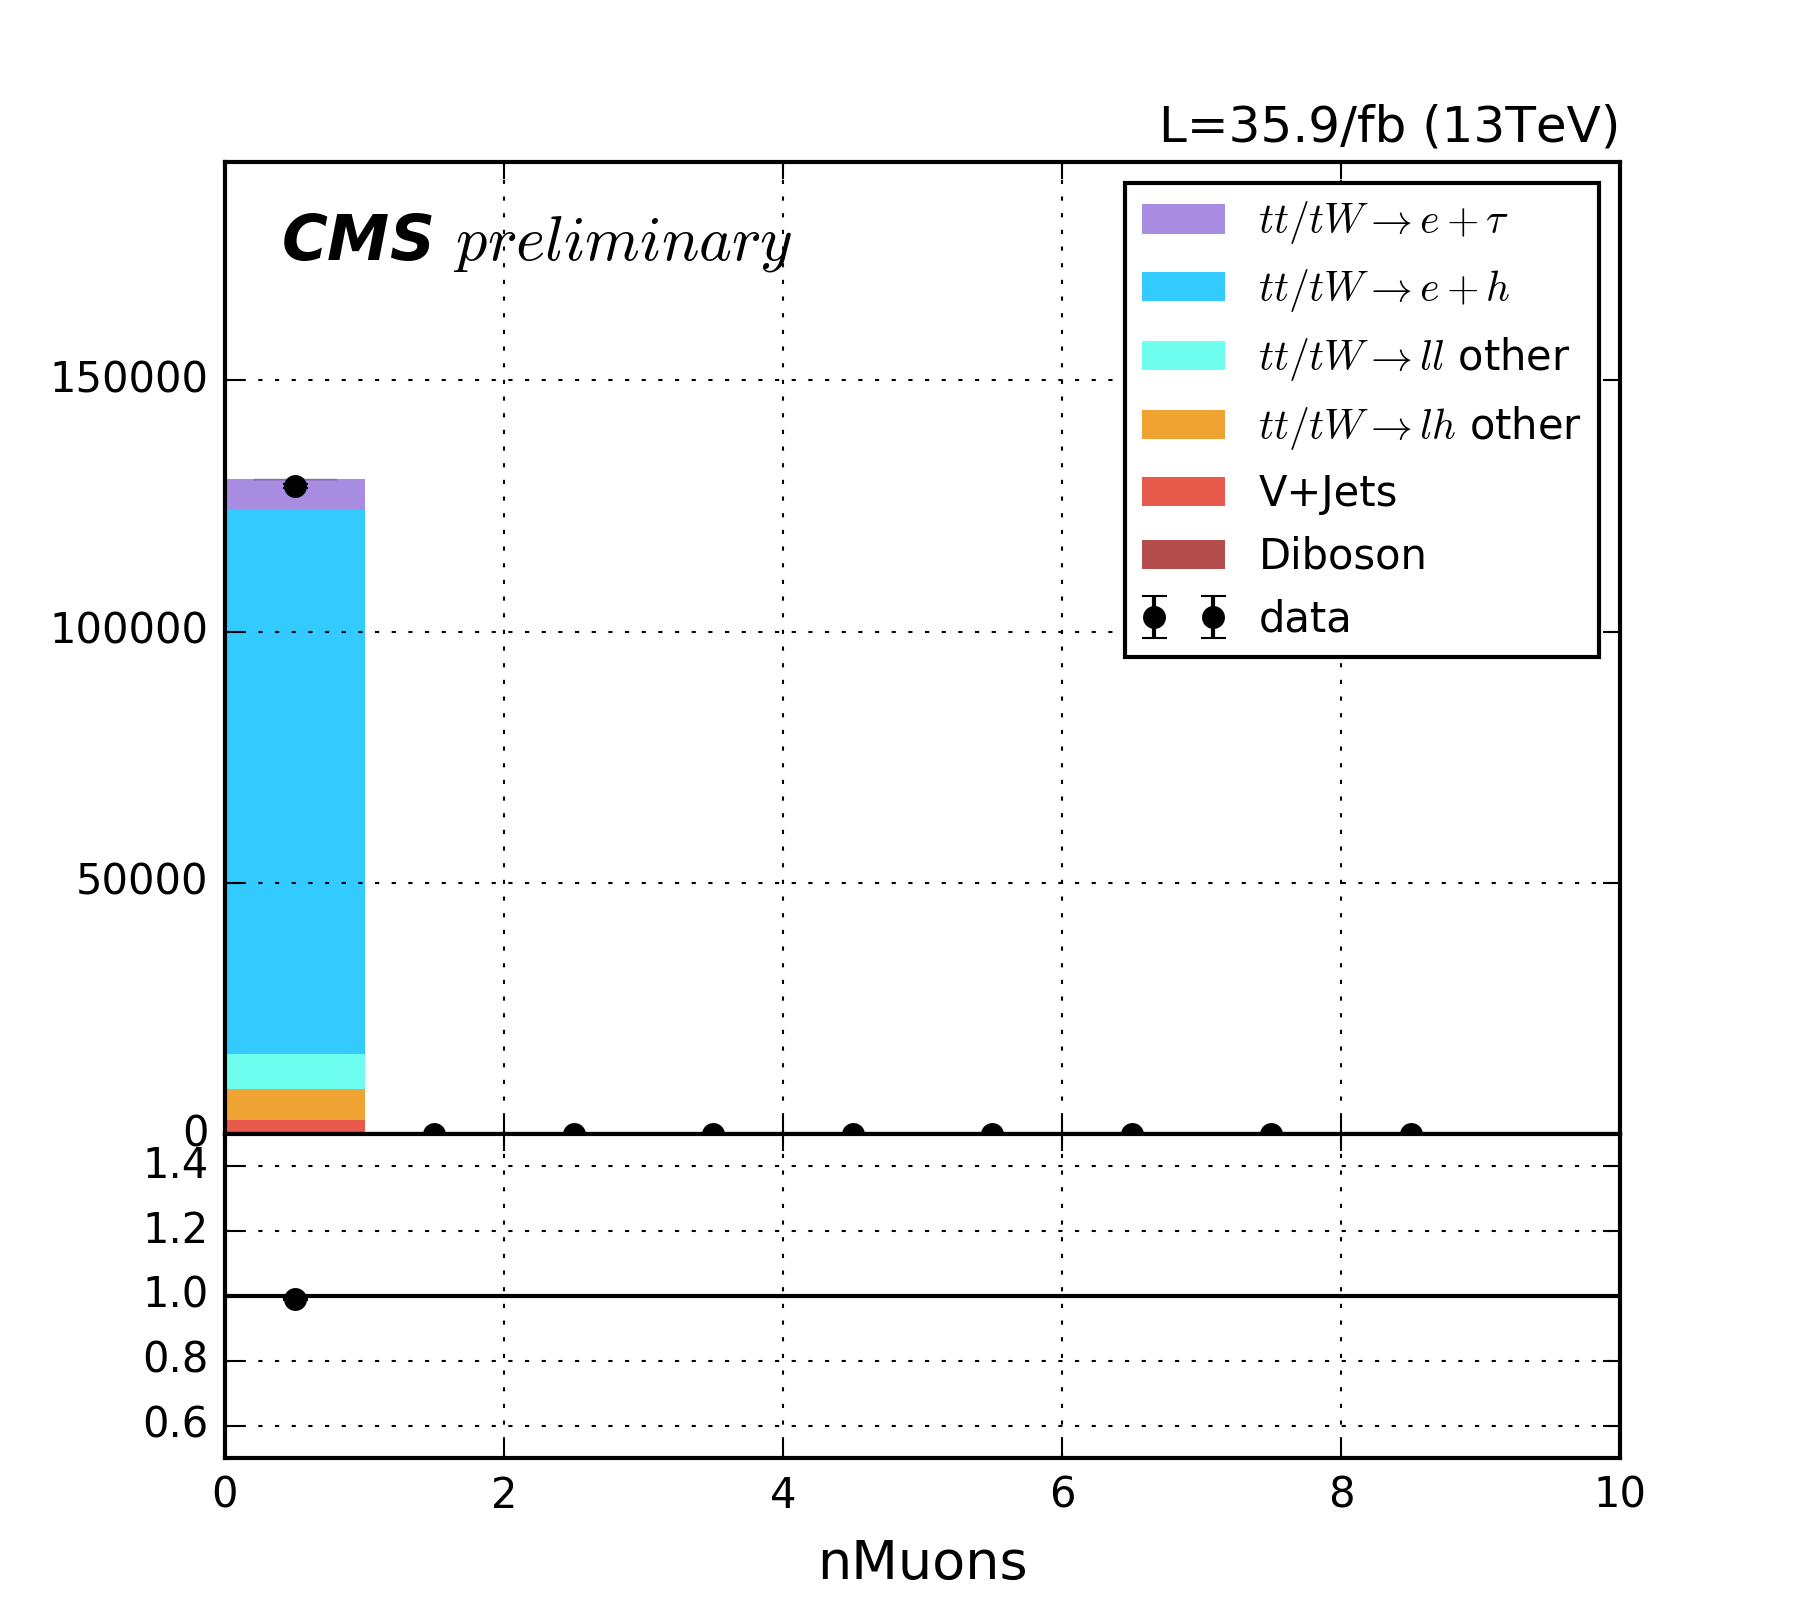 L=35.9/fb (13TeV)
CMS preliminary
tt/tW→e+τ
tt/tW→e+h
tt/tW→ll other
tt/tW→lh other
V+Jets
Diboson
data
150000
100000
50000
0
1.4
1.2
1.0
0.8
0.6
0 2 4 6 8 10
nMuons